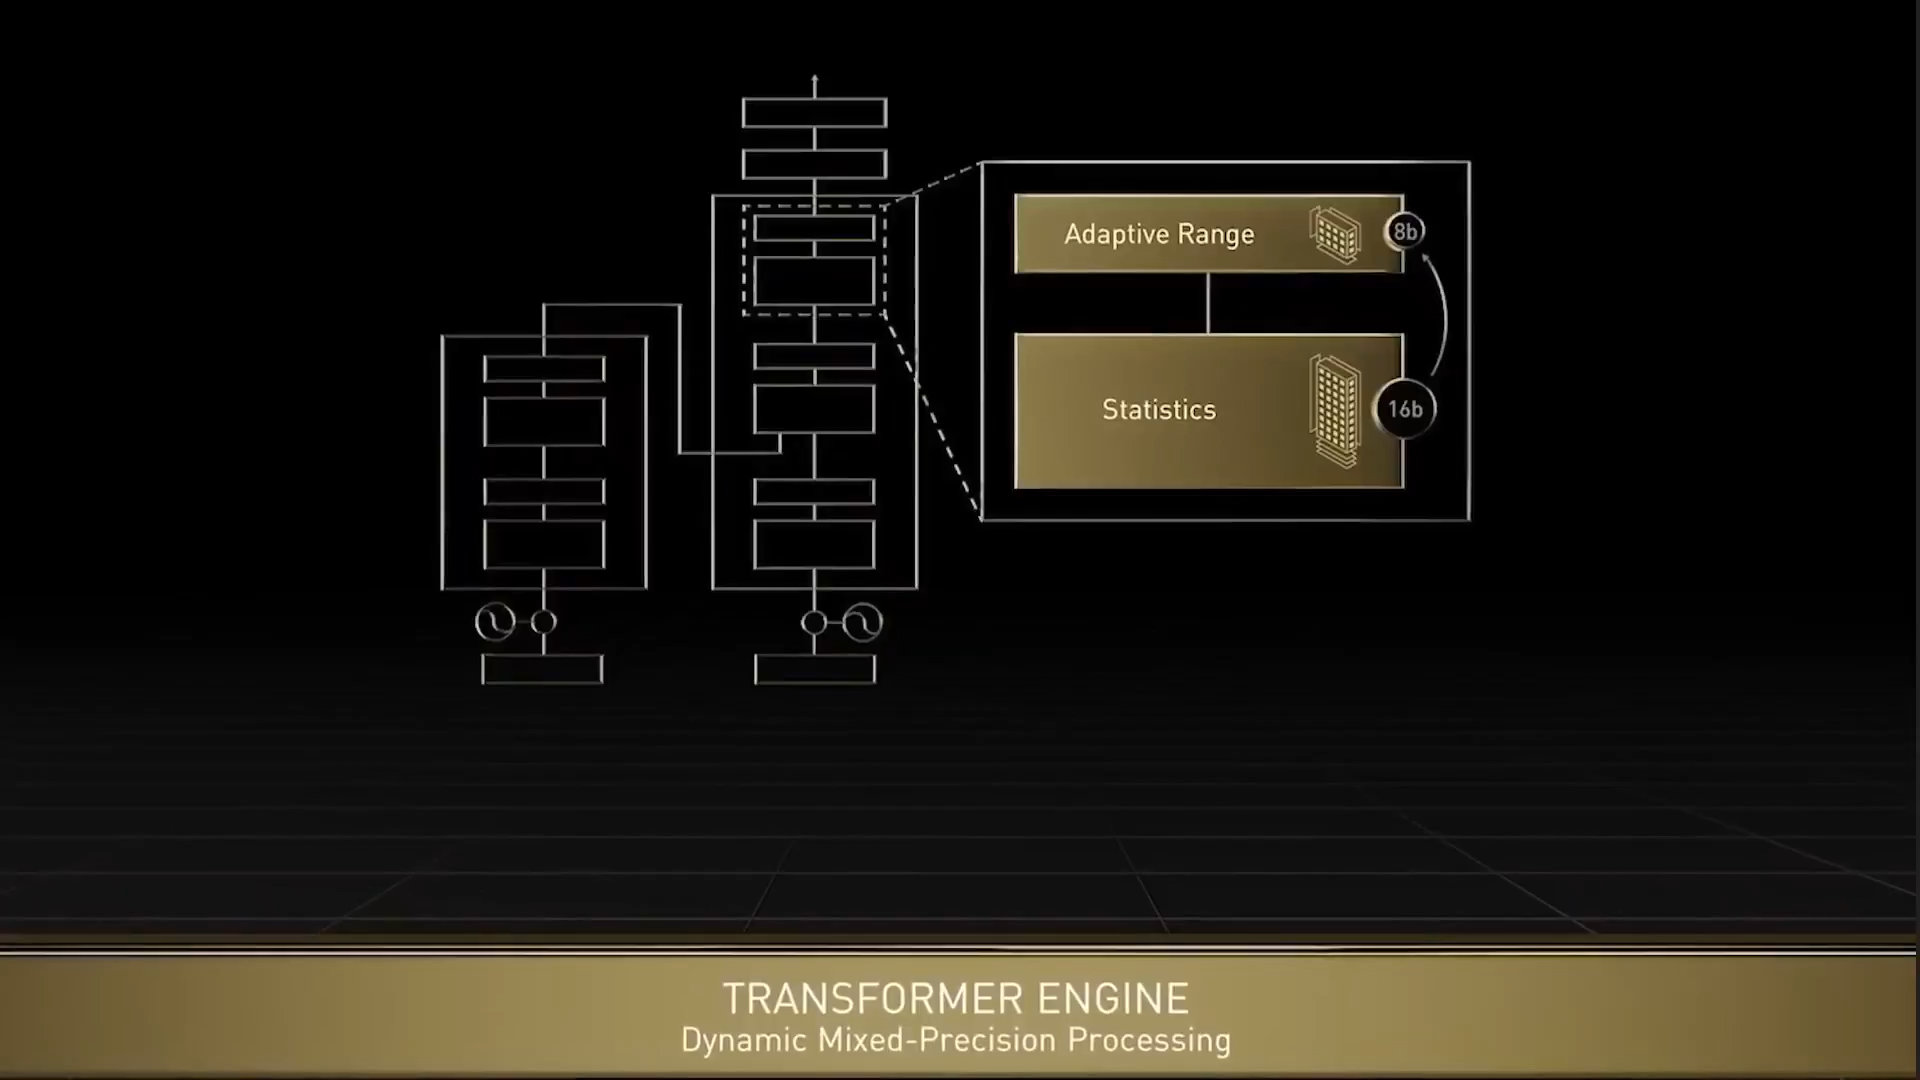 Adaptive Range
8b
Statistics
16b
TRANSFORMER ENGINE
Dynamic Mixed-Precision Processing